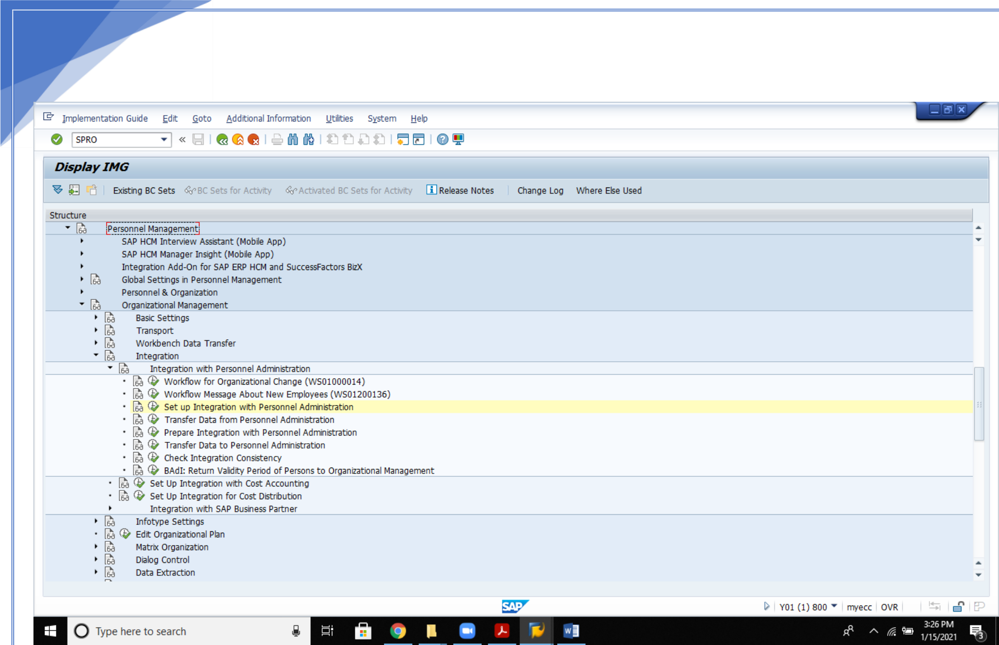 Implementation Guide Edit Goto Additional Information Utilities System Help
SPRO
Display IMG
Existing BC Sets BC Sets for Activity Activated BC Sets for Activity Release Notes Change Log Where Else Used
Structure
Personnel Management
SAP HCM Interview Assistant (Mobile App)
SAP HCM Manager Insight (Mobile App)
Integration Add-On for SAP ERP HCM and SuccessFactors BizX
Global Settings in Personnel Management
Personnel & Organization
Organizational Management
Basic Settings
Transport
Workbench Data Transfer
Integration
Integration with Personnel Administration
Workflow for Organizational Change (WS01000014)
Workflow Message About New Employees (WS01200136)
Set up Integration with Personnel Administration
Transfer Data from Personnel Administration
Prepare Integration with Personnel Administration
Transfer Data to Personnel Administration
Check Integration Consistency
BAdI: Return Validity Period of Persons to Organizational Management
Set Up Integration with Cost Accounting
Set Up Integration for Cost Distribution
Integration with SAP Business Partner
Infotype Settings
Edit Organizational Plan
Matrix Organization
Dialog Control
Data Extraction
SAP
Y01 (1) 800 myecc OVR
Type here to search
3:26 PM
1/15/2021
3